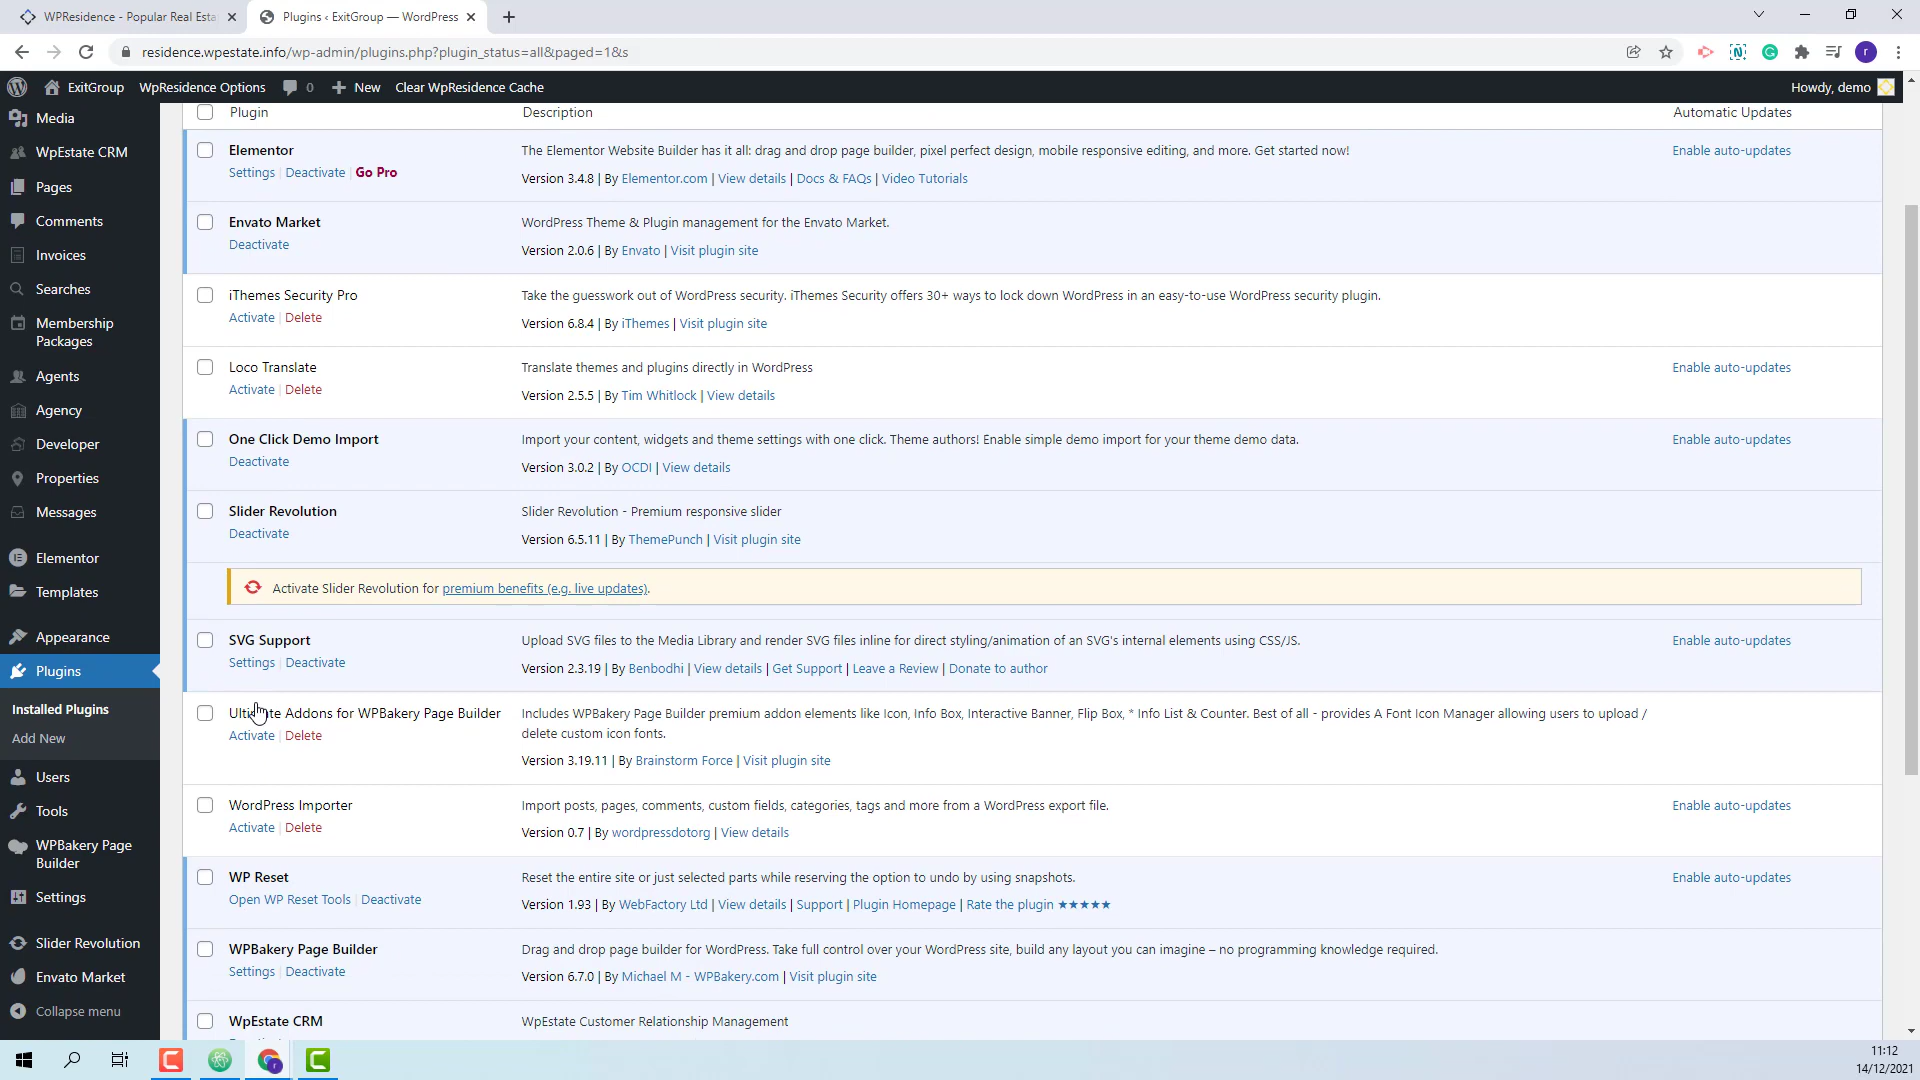 WPResidence - Popular Real Esta
Plugins ‹ ExitGroup — WordPress
residence.wpestate.info/wp-admin/plugins.php?plugin_status=all&paged=1&s
r
ExitGroup WpResidence Options 0 New Clear WpResidence Cache Howdy, demo
Media
WpEstate CRM
Pages
Comments
Invoices
Searches
Membership
Packages
Agents
Agency
Developer
Properties
Messages
Elementor
Templates
Appearance
Plugins
Installed Plugins
Add New
Users
Tools
WPBakery Page
Builder
Settings
Slider Revolution
Envato Market
Collapse menu
Plugin Description Automatic Updates
Elementor The Elementor Website Builder has it all: drag and drop page builder, pixel perfect design, mobile responsive editing, and more. Get started now! Enable auto-updates
Settings | Deactivate | Go Pro
Version 3.4.8 | By Elementor.com | View details | Docs & FAQs | Video Tutorials
Envato Market WordPress Theme & Plugin management for the Envato Market.
Deactivate
Version 2.0.6 | By Envato | Visit plugin site
iThemes Security Pro Take the guesswork out of WordPress security. iThemes Security offers 30+ ways to lock down WordPress in an easy-to-use WordPress security plugin.
Activate | Delete
Version 6.8.4 | By iThemes | Visit plugin site
Loco Translate Translate themes and plugins directly in WordPress Enable auto-updates
Activate | Delete
Version 2.5.5 | By Tim Whitlock | View details
One Click Demo Import Import your content, widgets and theme settings with one click. Theme authors! Enable simple demo import for your theme demo data. Enable auto-updates
Deactivate
Version 3.0.2 | By OCDI | View details
Slider Revolution Slider Revolution - Premium responsive slider
Deactivate
Version 6.5.11 | By ThemePunch | Visit plugin site
Activate Slider Revolution for premium benefits (e.g. live updates).
SVG Support Upload SVG files to the Media Library and render SVG files inline for direct styling/animation of an SVG's internal elements using CSS/JS. Enable auto-updates
Settings | Deactivate
Version 2.3.19 | By Benbodhi | View details | Get Support | Leave a Review | Donate to author
Ultimate Addons for WPBakery Page Builder Includes WPBakery Page Builder premium addon elements like Icon, Info Box, Interactive Banner, Flip Box, * Info List & Counter. Best of all - provides A Font Icon Manager allowing users to upload /
delete custom icon fonts.
Activate | Delete
Version 3.19.11 | By Brainstorm Force | Visit plugin site
WordPress Importer Import posts, pages, comments, custom fields, categories, tags and more from a WordPress export file. Enable auto-updates
Activate | Delete
Version 0.7 | By wordpressdotorg | View details
WP Reset Reset the entire site or just selected parts while reserving the option to undo by using snapshots. Enable auto-updates
Open WP Reset Tools | Deactivate
Version 1.93 | By WebFactory Ltd | View details | Support | Plugin Homepage | Rate the plugin ★★★★★
WPBakery Page Builder Drag and drop page builder for WordPress. Take full control over your WordPress site, build any layout you can imagine – no programming knowledge required.
Settings | Deactivate
Version 6.7.0 | By Michael M - WPBakery.com | Visit plugin site
WpEstate CRM WpEstate Customer Relationship Management
11:12
14/12/2021